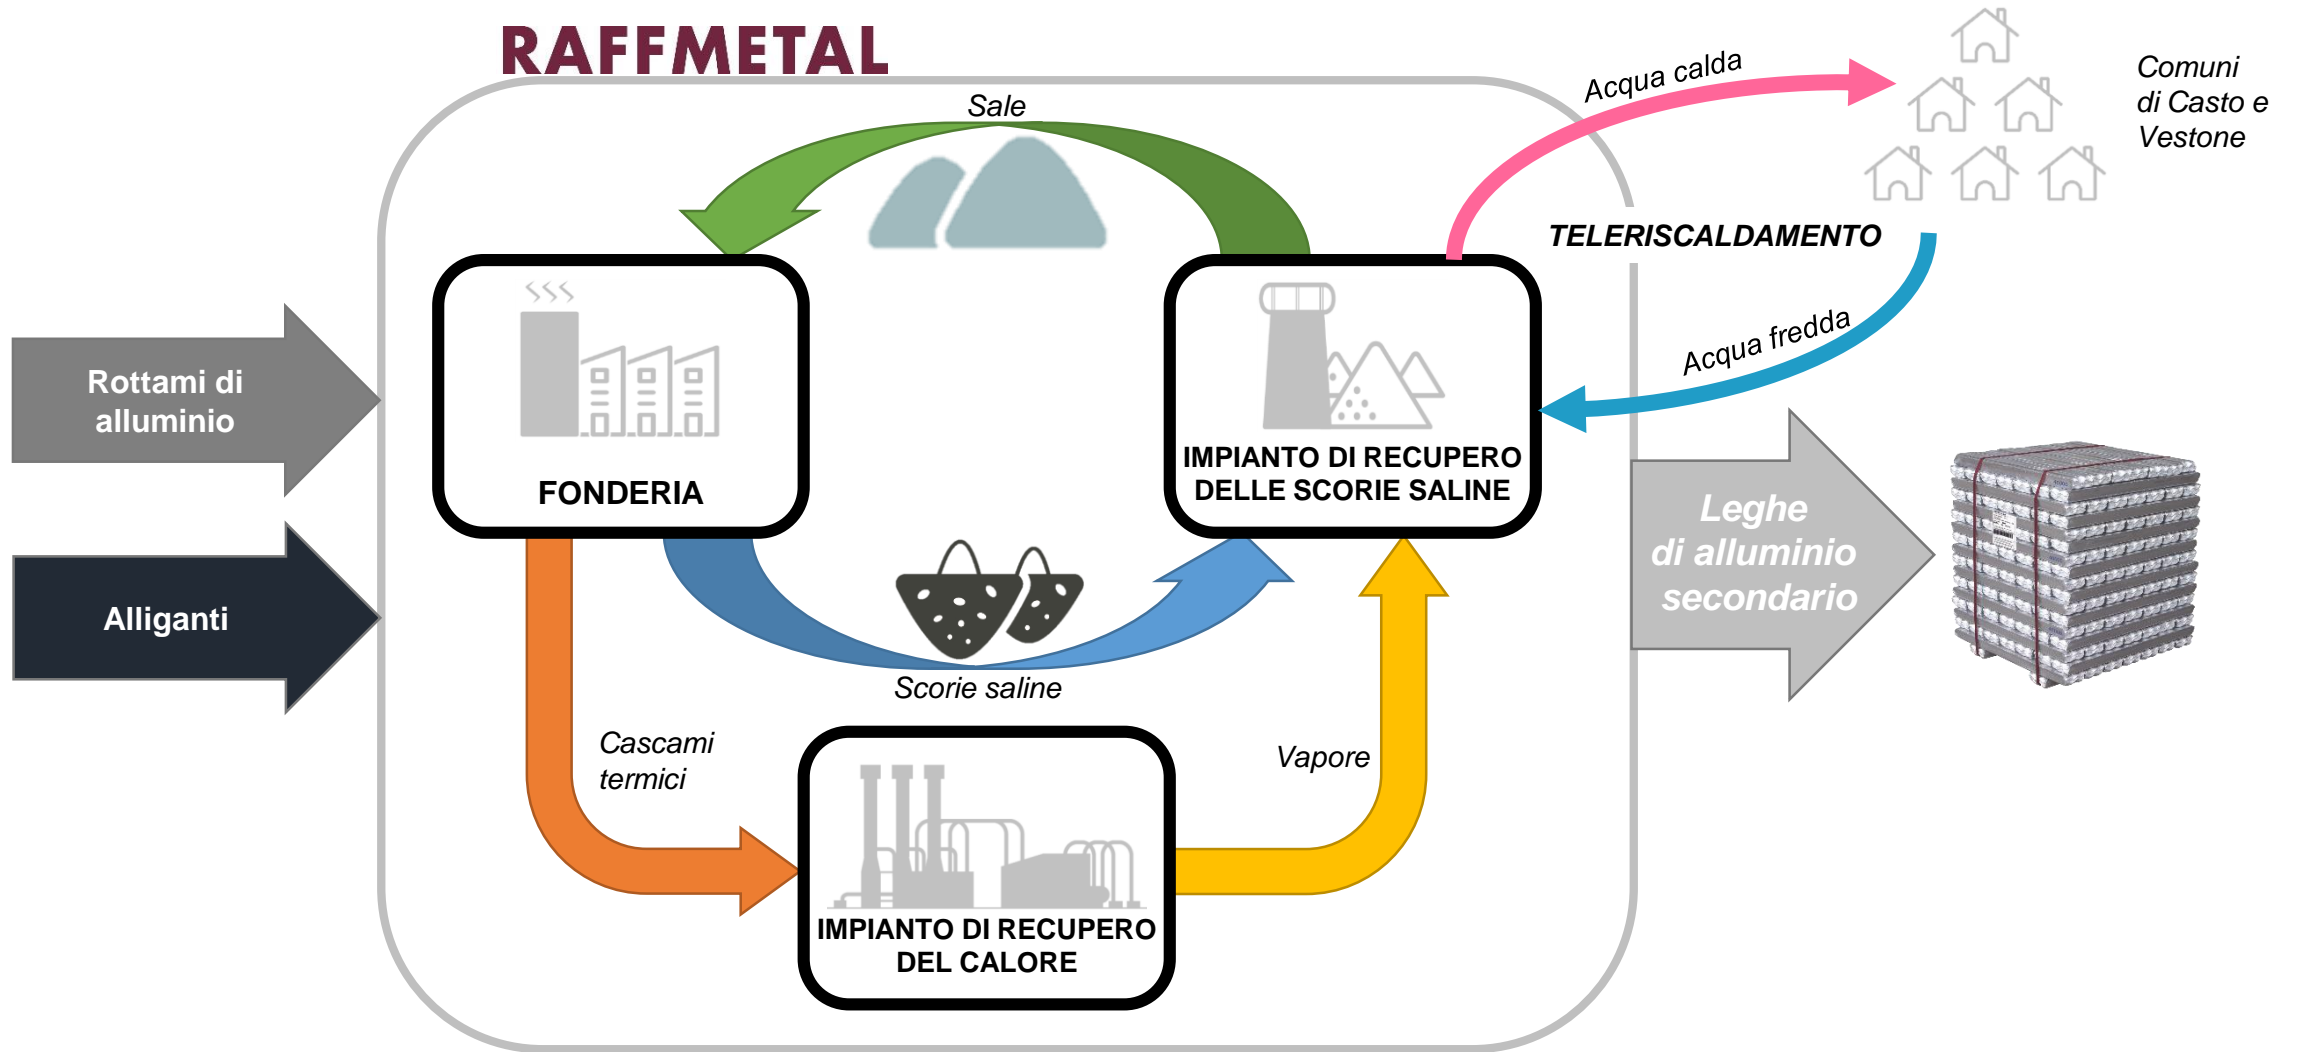 RAFFMETAL
Sale
Acqua calda
Comuni
di Casto e
Vestone
TELERISCALDAMENTO
Acqua fredda
Rottami di
alluminio
Alliganti
FONDERIA
IMPIANTO DI RECUPERO
DELLE SCORIE SALINE
Leghe
di alluminio
secondario
Scorie saline
Cascami
termici
Vapore
IMPIANTO DI RECUPERO
DEL CALORE